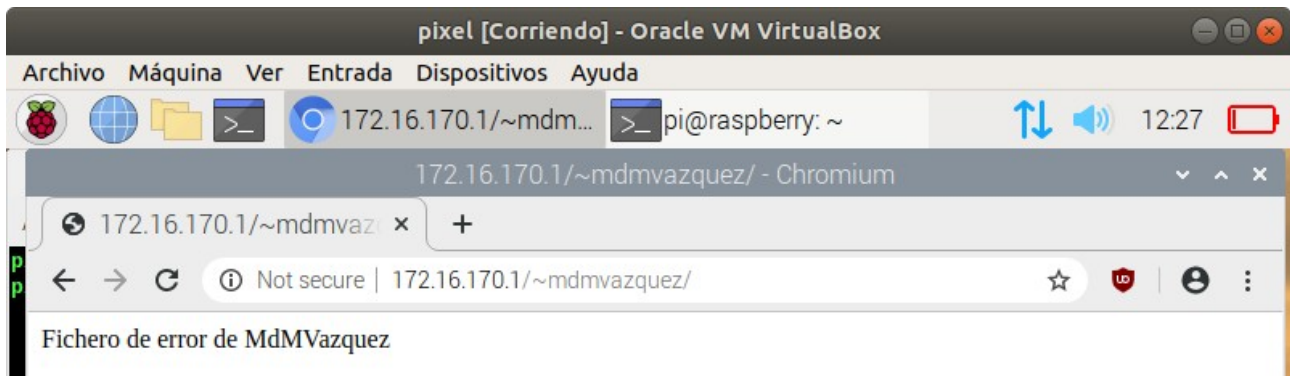 pixel [Corriendo] - Oracle VM VirtualBox
Archivo Máquina Ver Entrada Dispositivos Ayuda
>_ 172.16.170.1/~mdm... >_ pi@raspberry: ~ 12:27
172.16.170.1/~mdmvazquez/ - Chromium
172.16.170.1/~mdmvaz
Not secure | 172.16.170.1/~mdmvazquez/
Fichero de error de MdMVazquez